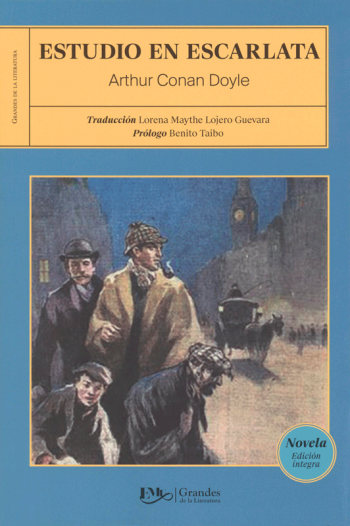 GRANDES DE LA LITERATURA
ESTUDIO EN ESCARLATA
Arthur Conan Doyle
Traducción Lorena Maythe Lojero Guevara
Prólogo Benito Taibo
Novela
Edición
íntegra
EMU
Grandes
de la Literatura